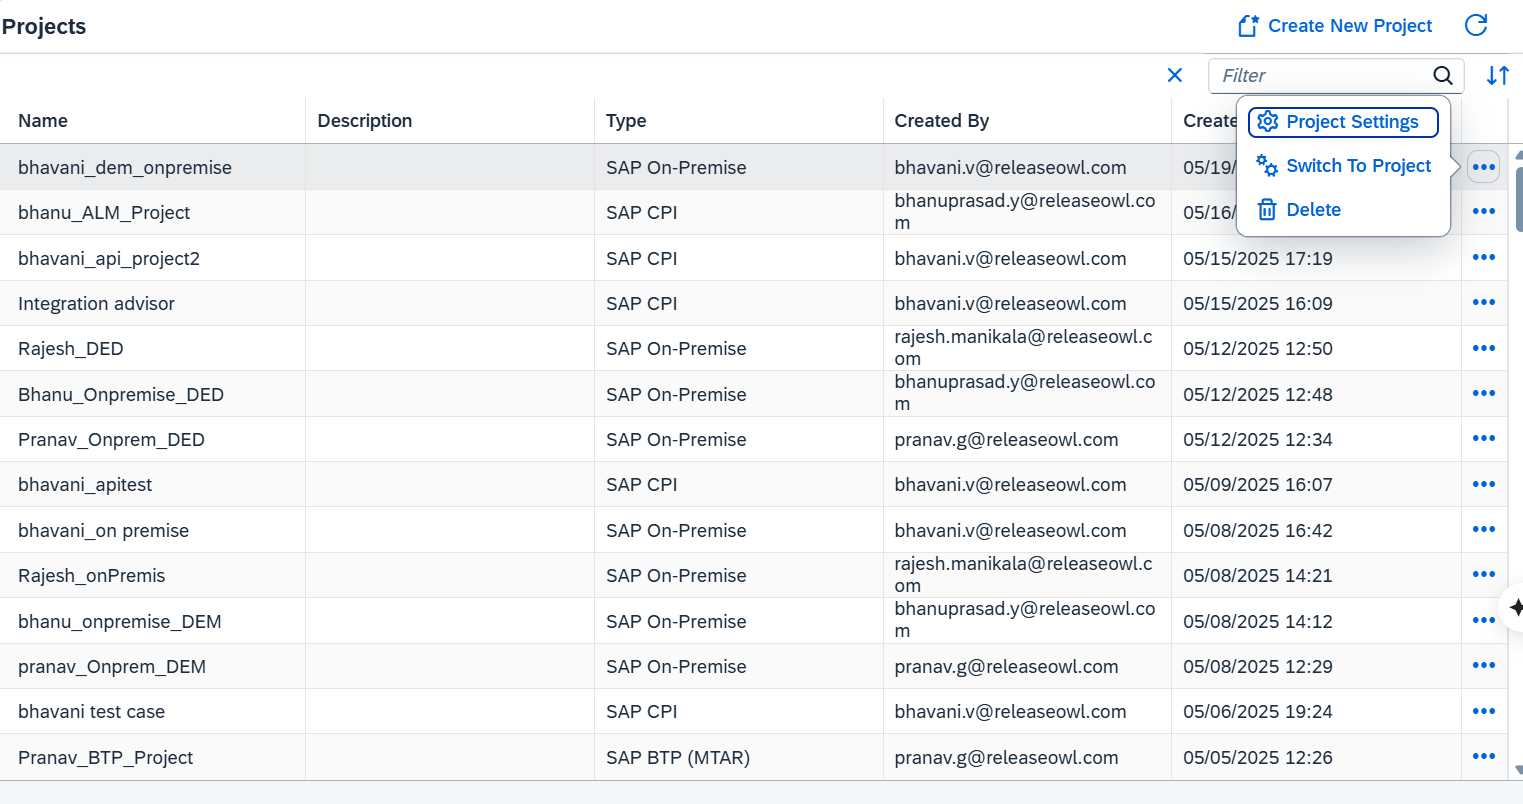 Projects
Create New Project
Filter
Name Description Type Created By Create
Project Settings
Switch To Project
Delete
bhavani_dem_onpremise SAP On-Premise bhavani.v@releaseowl.com 05/19/
bhanu_ALM_Project SAP CPI bhanuprasad.y@releaseowl.co
m 05/16/
bhavani_api_project2 SAP CPI bhavani.v@releaseowl.com 05/15/2025 17:19
Integration advisor SAP CPI bhavani.v@releaseowl.com 05/15/2025 16:09
Rajesh_DED SAP On-Premise rajesh.manikala@releaseowl.c
om 05/12/2025 12:50
Bhanu_Onpremise_DED SAP On-Premise bhanuprasad.y@releaseowl.co
m 05/12/2025 12:48
Pranav_Onprem_DED SAP On-Premise pranav.g@releaseowl.com 05/12/2025 12:34
bhavani_apitest SAP CPI bhavani.v@releaseowl.com 05/09/2025 16:07
bhavani_on premise SAP On-Premise bhavani.v@releaseowl.com 05/08/2025 16:42
Rajesh_onPremis SAP On-Premise rajesh.manikala@releaseowl.c
om 05/08/2025 14:21
bhanu_onpremise_DEM SAP On-Premise bhanuprasad.y@releaseowl.co
m 05/08/2025 14:12
pranav_Onprem_DEM SAP On-Premise pranav.g@releaseowl.com 05/08/2025 12:29
bhavani test case SAP CPI bhavani.v@releaseowl.com 05/06/2025 19:24
Pranav_BTP_Project SAP BTP (MTAR) pranav.g@releaseowl.com 05/05/2025 12:26